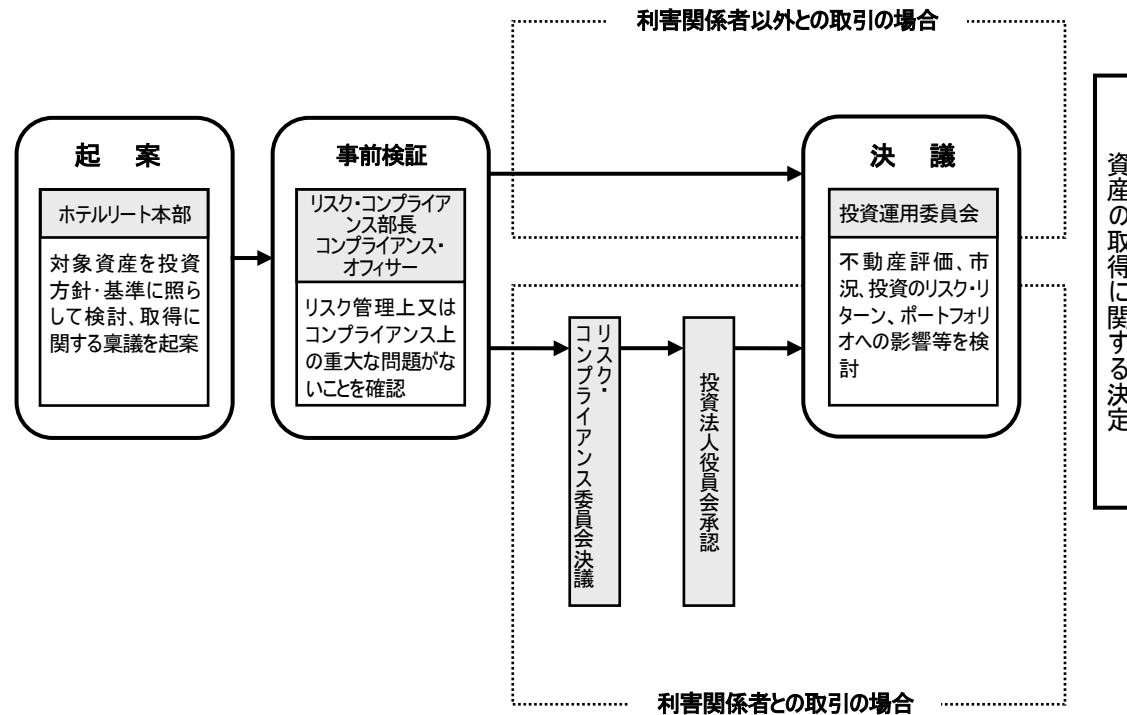 利害関係者以外との取引の場合
起 案
ホテルリート本部
対象資産を投資
方針・基準に照ら
して検討、取得に
関する稟議を起案
事前検証
リスク・コンプライア
ンス部長
コンプライアンス・
オフィサー
リスク管理上又は
コンプライアンス上
の重大な問題がな
いことを確認
リスク・
コンプライアンス委員会決議
投資法人役員会承認
決 議
投資運用委員会
不動産評価、市
況、投資のリスク・リ
ターン、ポートフォリ
オへの影響等を検
討
資産の取得に関する決定
利害関係者との取引の場合